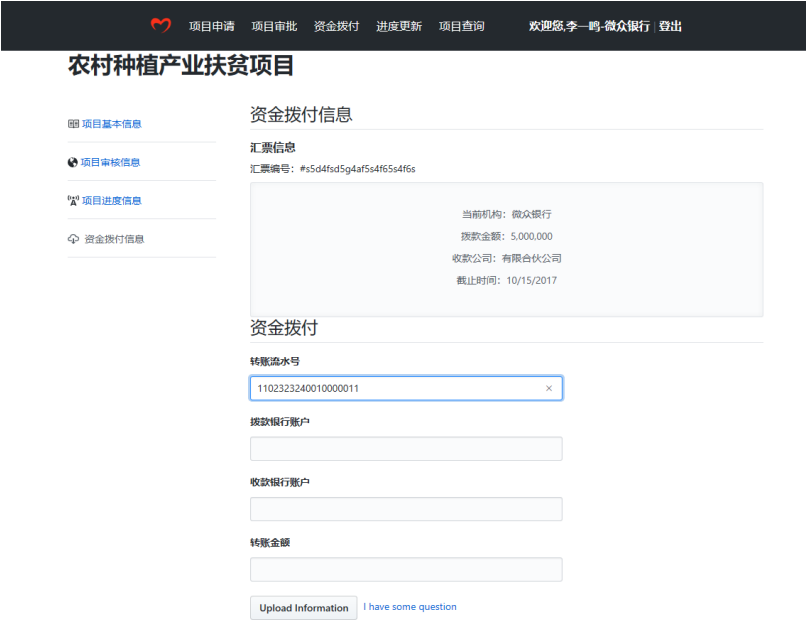 项目申请 项目审批 资金拨付 进度更新 项目查询 欢迎您,李一鸣-微众银行 | 登出
农村种植产业扶贫项目
项目基本信息
项目审核信息
项目进度信息
资金拨付信息
资金拨付信息
汇票信息
汇票编号：#s5d4fsd5g4af5s4f65s4f6s
当前机构：微众银行
拨款金额：5,000,000
收款公司：有限合伙公司
截止时间：10/15/2017
资金拨付
转账流水号
1102323240010000011
拨款银行账户
收款银行账户
转账金额
Upload Information I have some question